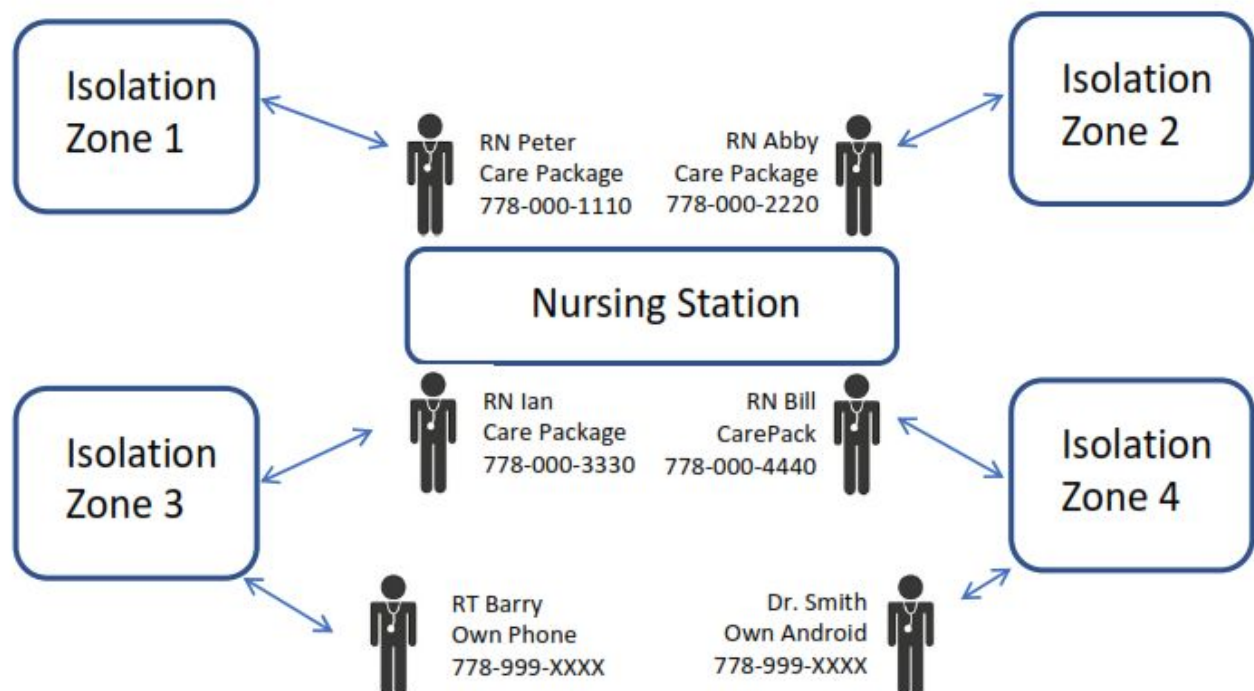 Isolation
Zone 1
RN Peter
Care Package
778-000-1110
RN Abby
Care Package
778-000-2220
Isolation
Zone 2
Nursing Station
Isolation
Zone 3
RN Ian
Care Package
778-000-3330
RN Bill
CarePack
778-000-4440
Isolation
Zone 4
RT Barry
Own Phone
778-999-XXXX
Dr. Smith
Own Android
778-999-XXXX